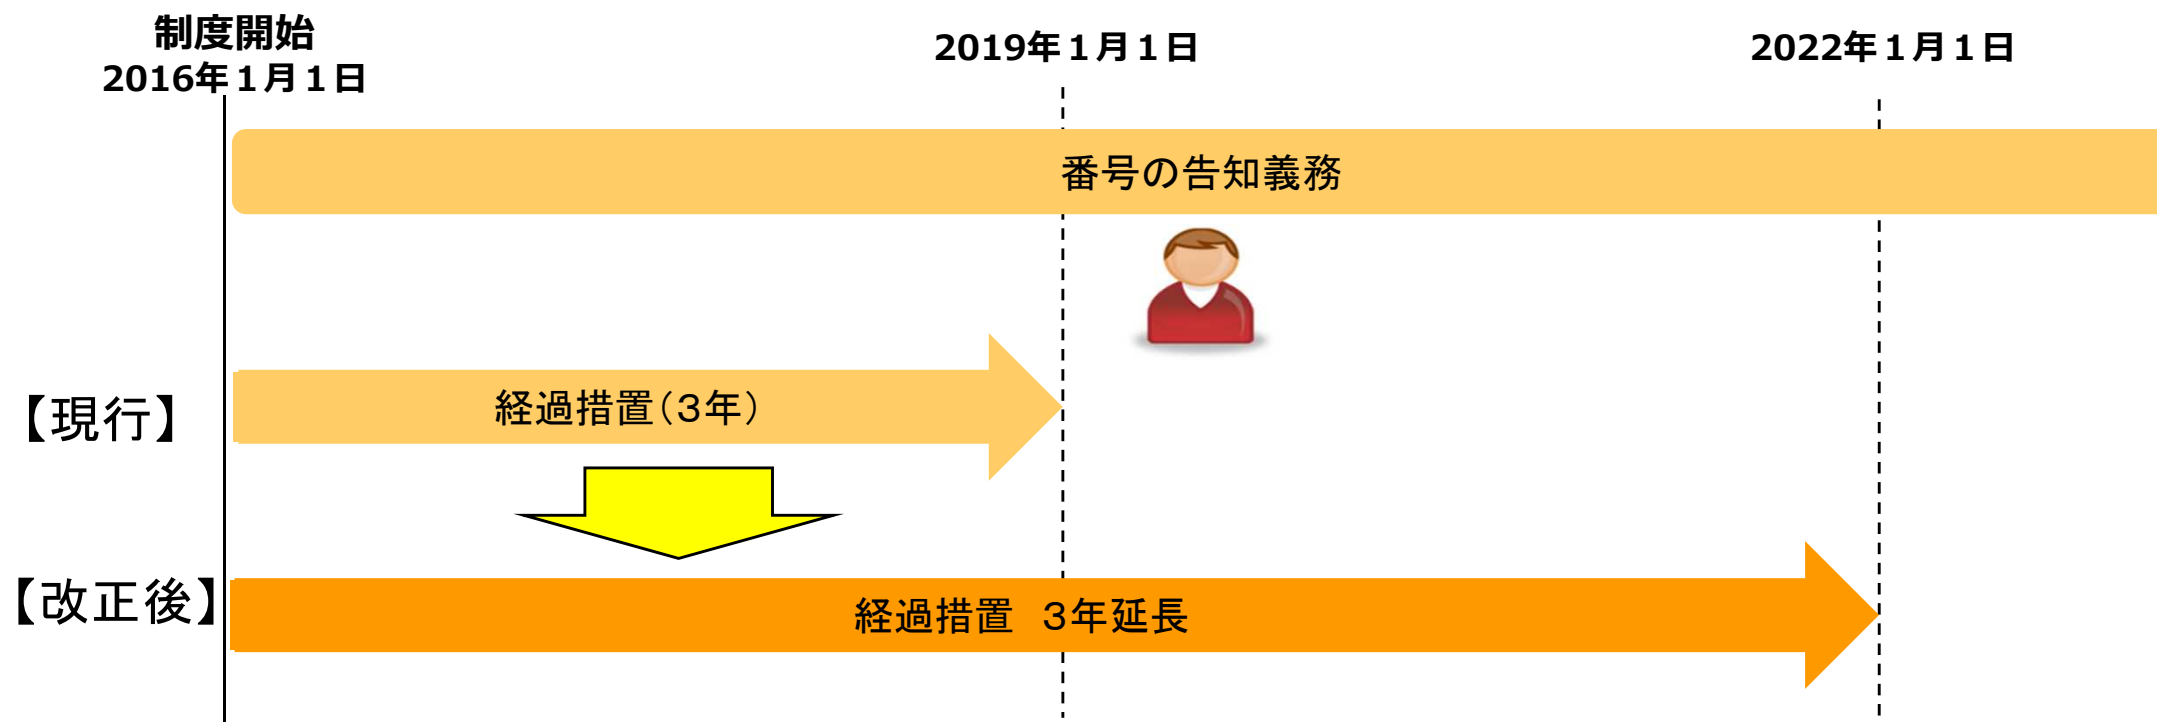 制度開始
2016年１月１日
2019年１月１日
2022年１月１日
番号の告知義務
【現行】
経過措置（３年）
【改正後】
経過措置　３年延長